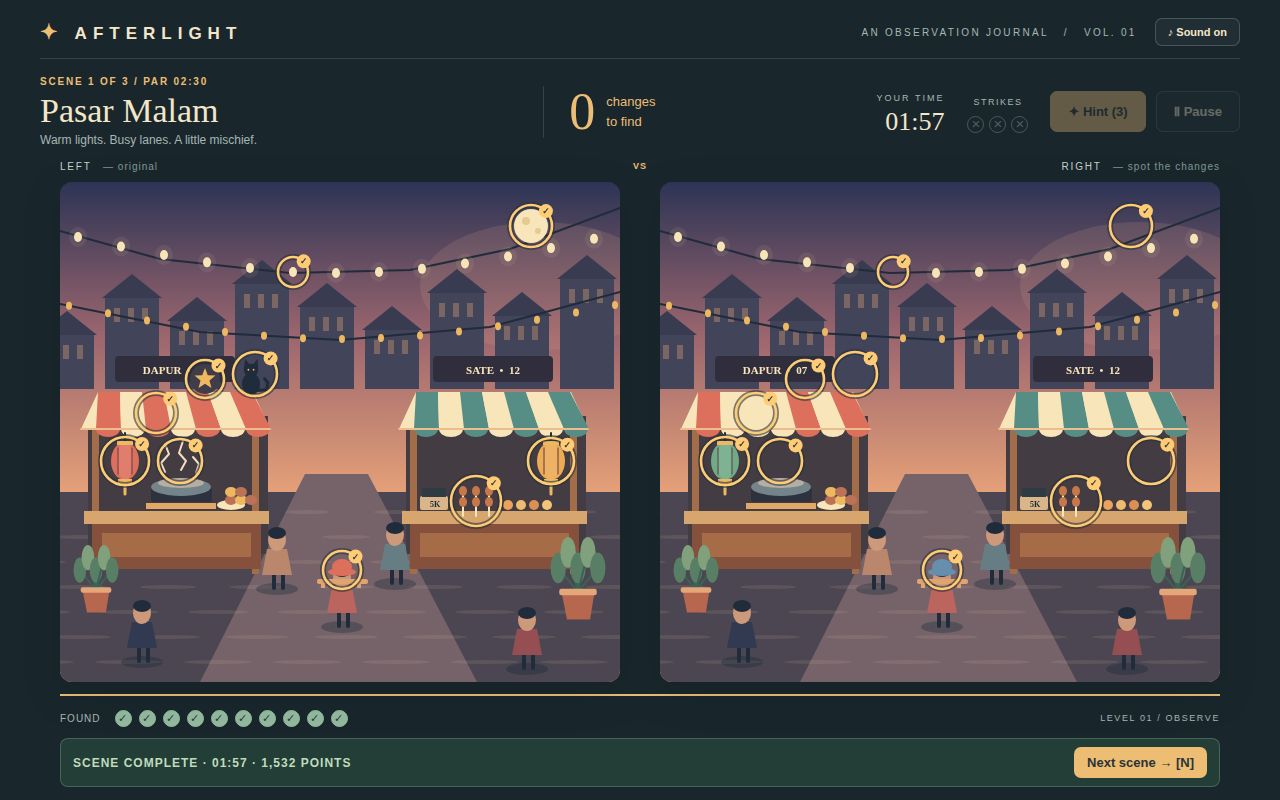 ✦ AFTERLIGHT
AN OBSERVATION JOURNAL / VOL. 01
♪ Sound on
SCENE 1 OF 3 / PAR 02:30
Pasar Malam
Warm lights. Busy lanes. A little mischief.
0 changes
to find
YOUR TIME
01:57
STRIKES
✦ Hint (3)
Ⅱ Pause
LEFT — original
VS
RIGHT — spot the changes
DAPUR
SATE • 12
5K
DAPUR 07
SATE • 12
5K
FOUND
LEVEL 01 / OBSERVE
SCENE COMPLETE · 01:57 · 1,532 POINTS
Next scene → [N]